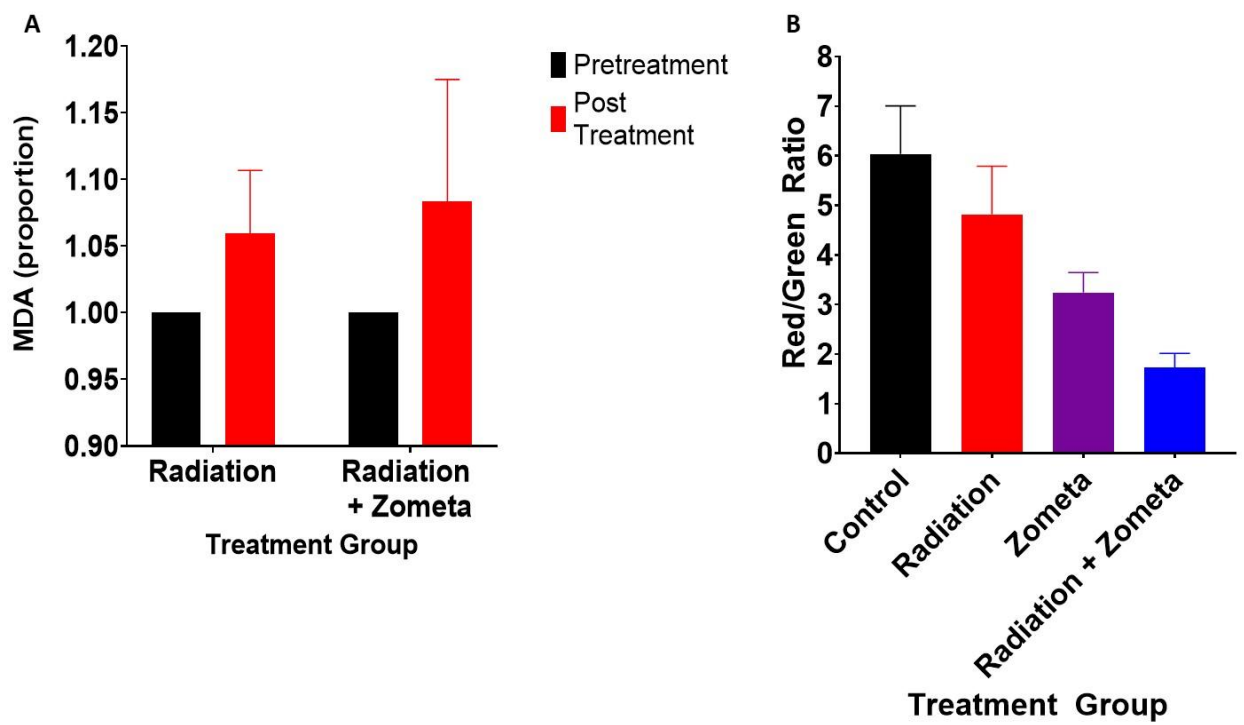 A
MDA (proportion)
1.20
1.15
1.10
1.05
1.00
0.95
0.90
Radiation
Radiation
+ Zometa
Treatment Group
Pretreatment
Post
Treatment
B
Red/Green Ratio
8
7
6
5
4
3
2
1
0
Control
Radiation
Zometa
Radiation + Zometa
Treatment Group